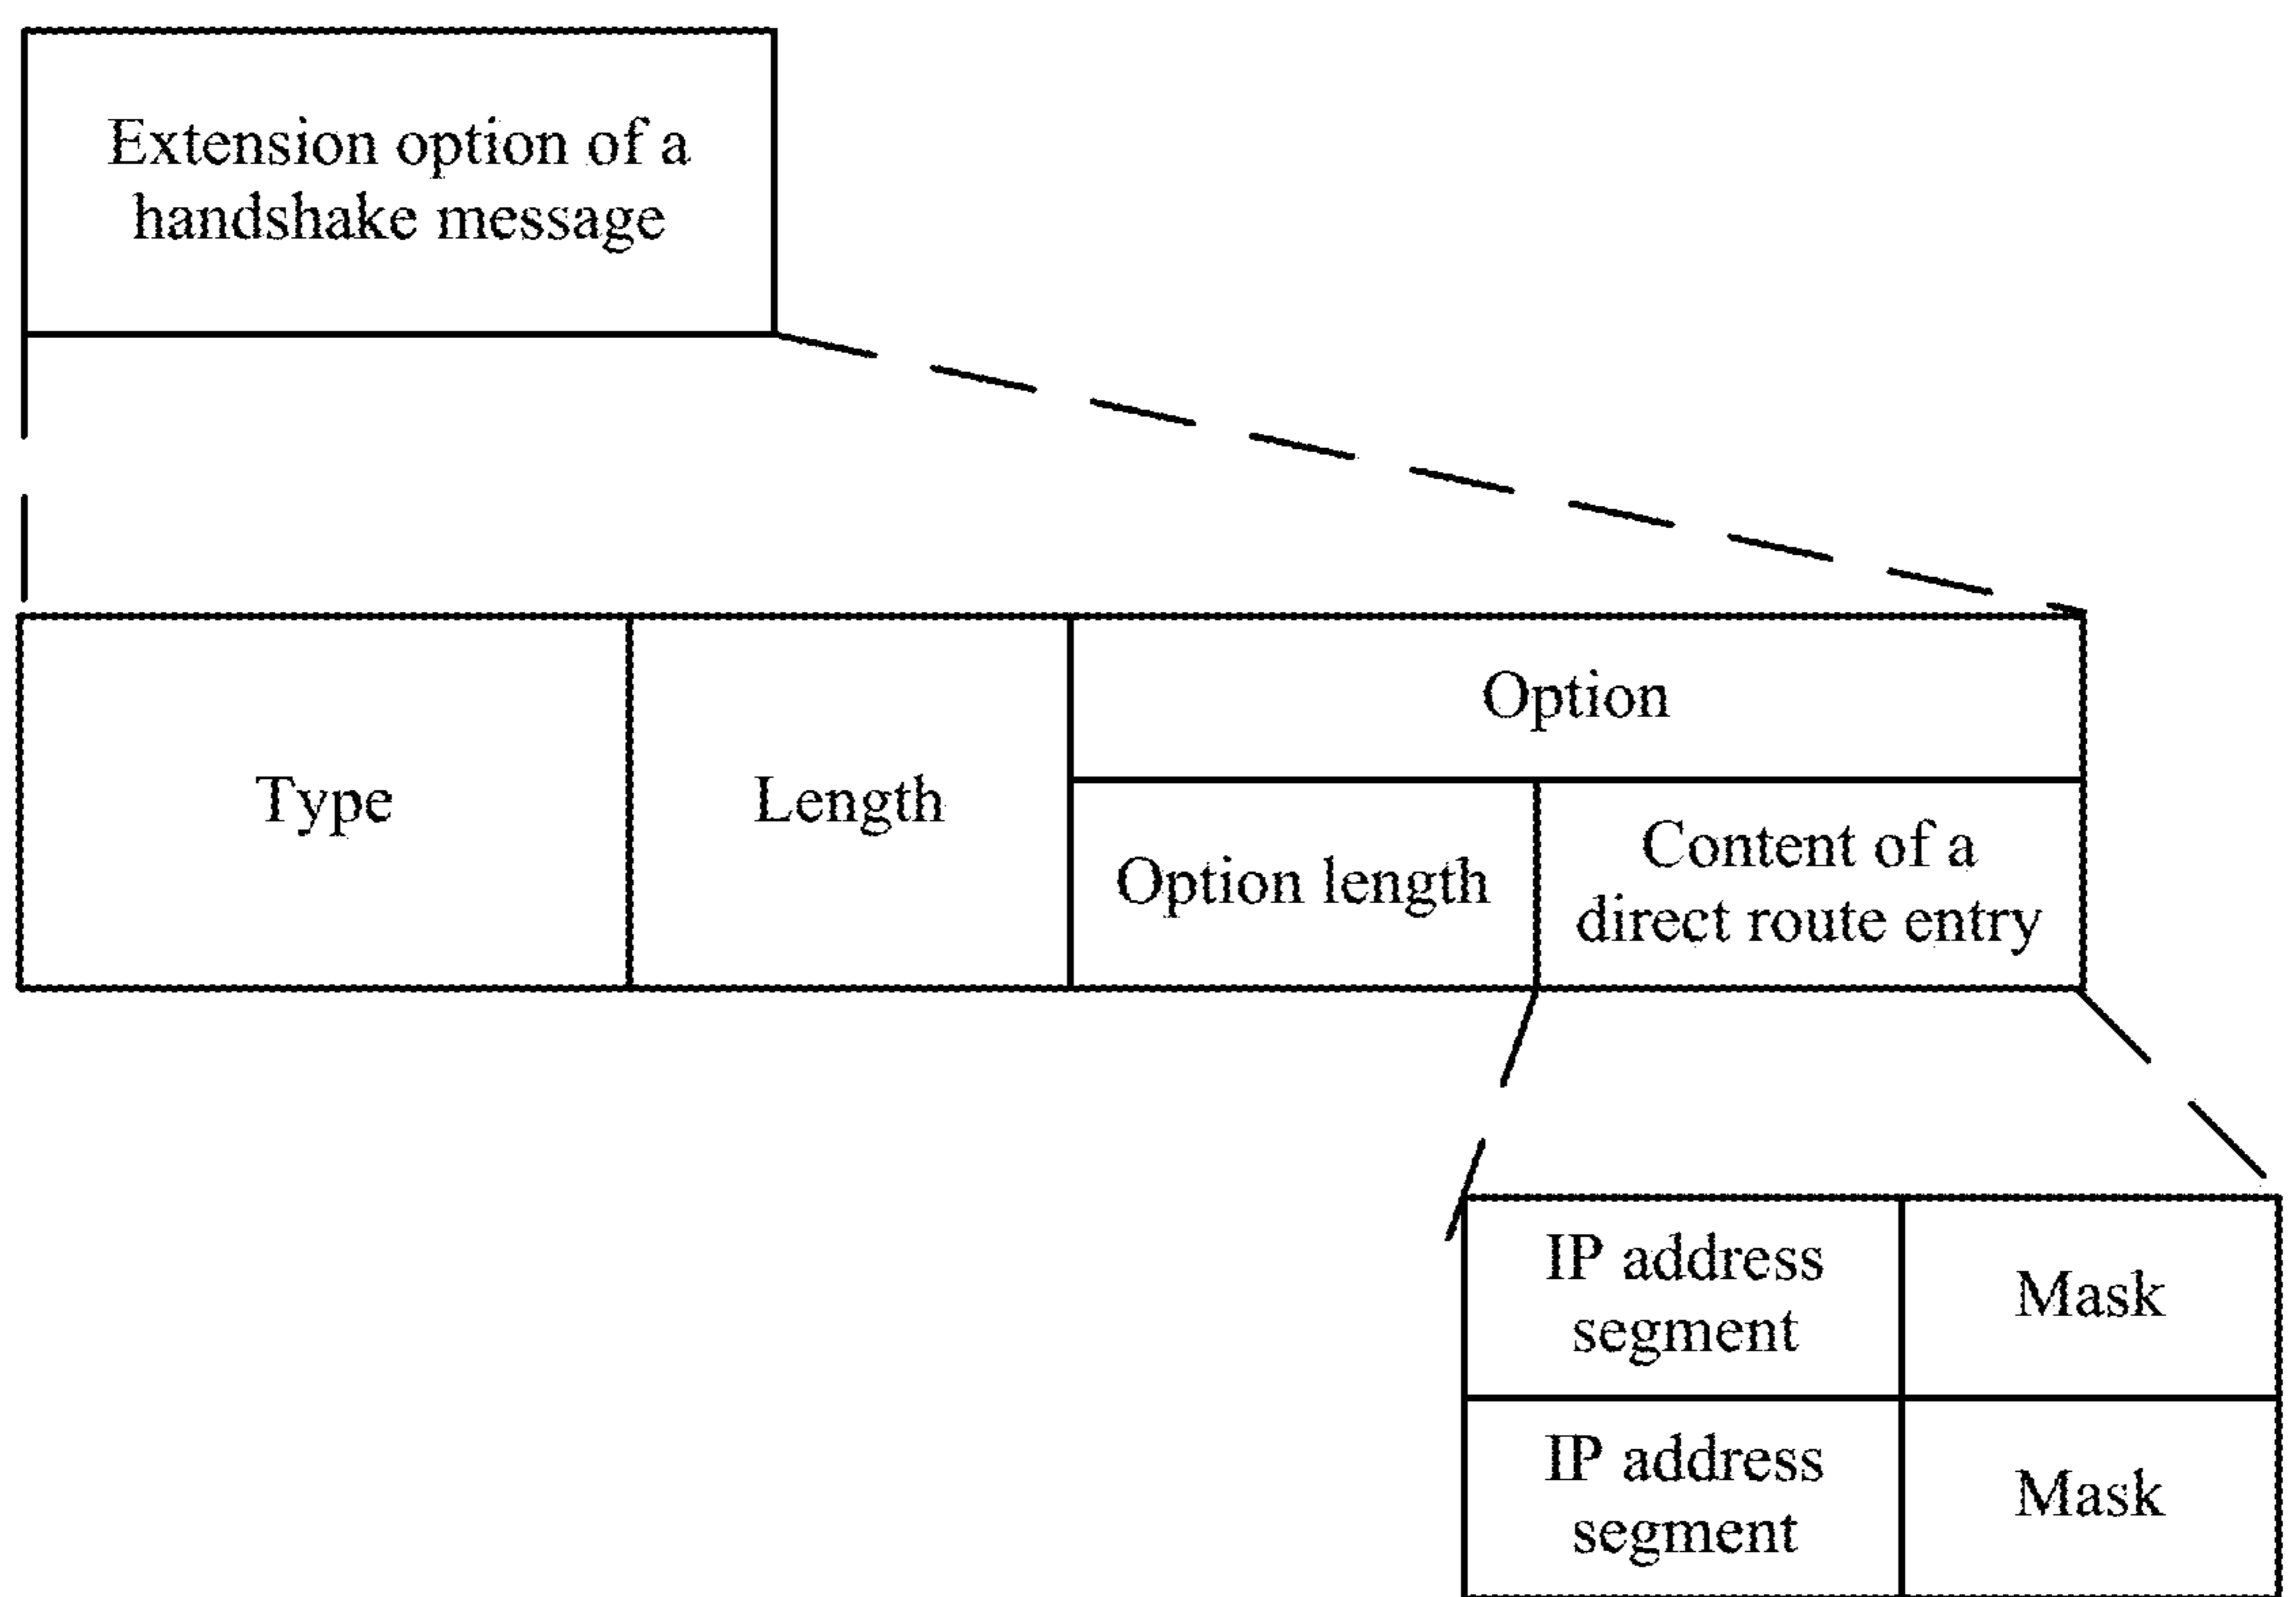 Extension option of a
handshake message
Type
Length
Option
Option length
Content of a
direct route entry
IP address
segment
Mask
IP address
segment
Mask